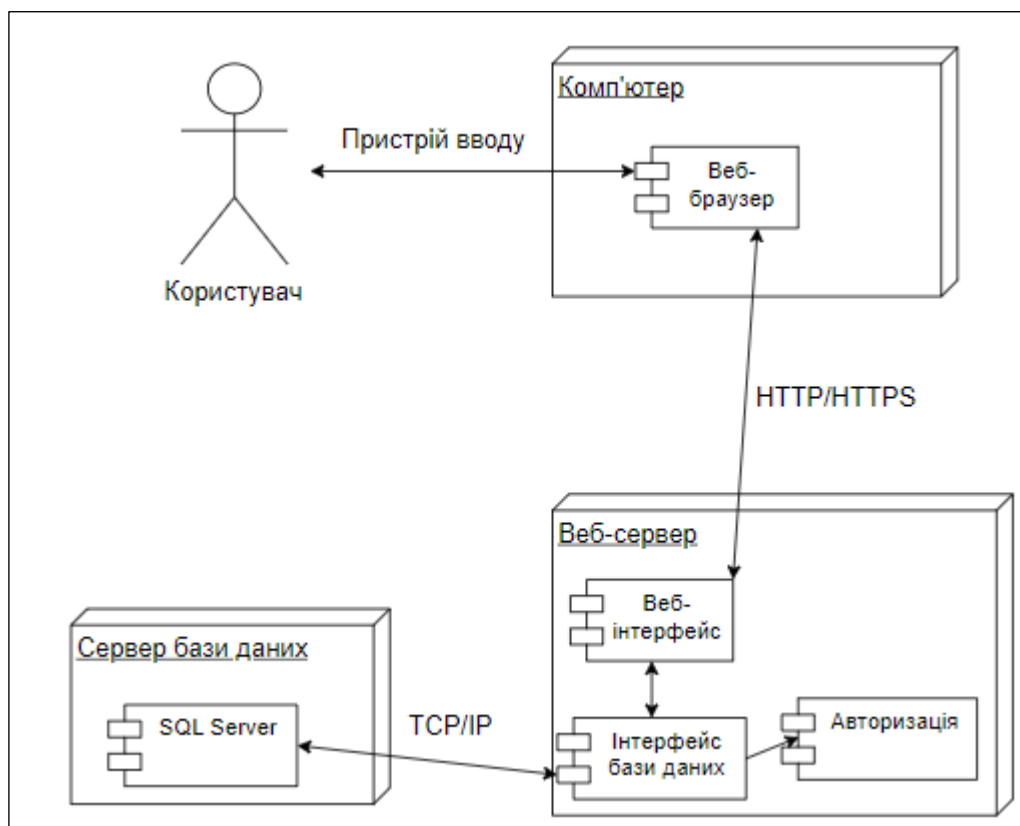 Комп'ютер
Пристрій вводу
Веб-
браузер
Користувач
HTTP/HTTPS
Веб-сервер
Веб-
інтерфейс
Сервер бази даних
SQL Server
TCP/IP
Інтерфейс
бази даних
Авторизація